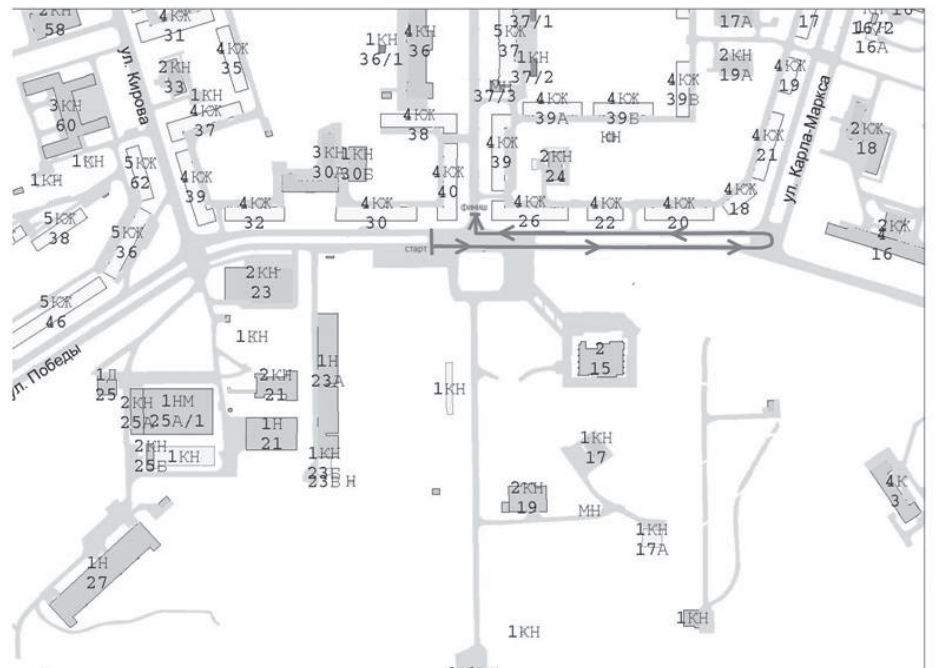 2КН
58
4КЖ
31
4КЖ
35
2КН
33
1КН
4КЖ
37
3КН
60
1КН
1КН
5КЖ
62
4КЖ
39
ул. Кирова
1КН
36/1
4КН
36
37/1
5КЖ
37
1КН
37/2
37/3
17А
2КН
19А
17
16/2
16А
4КЖ
19
4КЖ
39В
4КЖ
39А
4КЖ
39Б
КН
4КЖ
38
4КЖ
39
2КН
24
3КН
30А
1КН
30Б
4КЖ
40
4КЖ
21
ул. Карла-Маркса
2КЖ
18
4КЖ
32
4КЖ
30
финиш
4КЖ
26
4КЖ
22
4КЖ
20
4КЖ
18
2КЖ
4
16
5КЖ
38
5КЖ
36
5КЖ
46
старт
2КН
23
1КН
ул. Победы
1Д
25
2КН
25А
1НМ
25А/1
2КН
21
1Н
21
1Н
23А
2КН
25В
1КН
1КН
23Б
23В Н
1КН
2
15
1КН
17
2КН
19
МН
1КН
17А
4К
3
1Н
27
1КН
1КН